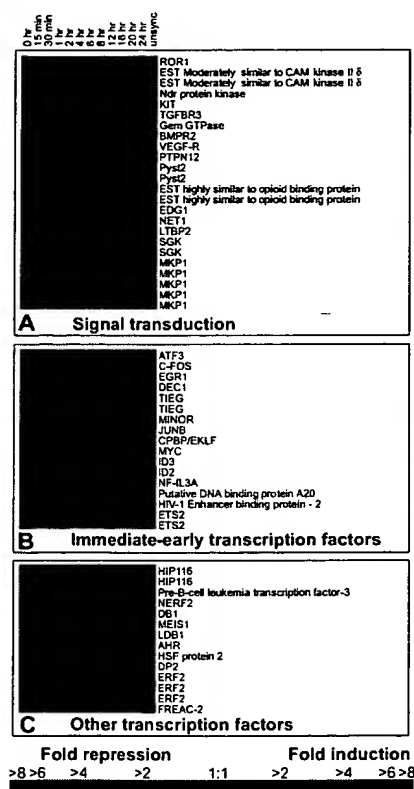 0 hr
15 min
30 min
1 hr
2 hr
4 hr
6 hr
8 hr
12 hr
16 hr
20 hr
24 hr
unsync
ROR1
EST Moderately similar to CAM kinase II δ
EST Moderately similar to CAM kinase II δ
Ndr protein kinase
KIT
TGFBR3
Gem GTPase
BMPR2
VEGF-R
PTPN12
Pyst2
Pyst2
EST highly similar to opioid binding protein
EST highly similar to opioid binding protein
EDG1
NET1
LTBP2
SGK
SGK
MKP1
MKP1
MKP1
MKP1
MKP1
A Signal transduction
ATF3
C-FOS
EGR1
DEC1
TIEG
TIEG
MINOR
JUNB
CPBP/EKLF
MYC
ID3
ID2
NF-IL3A
Putative DNA binding protein A20
HIV-1 Enhancer binding protein - 2
ETS2
ETS2
B Immediate-early transcription factors
HIP116
HIP116
Pre-B-cell leukemia transcription factor-3
NERF2
DB1
MEIS1
LDB1
AHR
HSF protein 2
DP2
ERF2
ERF2
ERF2
FREAC-2
C Other transcription factors
Fold repression Fold induction
>8 >6 >4 >2 1:1 >2 >4 >6 >8